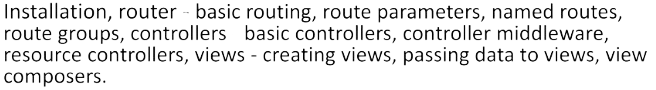 Installation, router - basic routing, route parameters, named routes,
route groups, controllers  basic controllers, controller middleware,
resource controllers, views - creating views, passing data to views, view
composers.